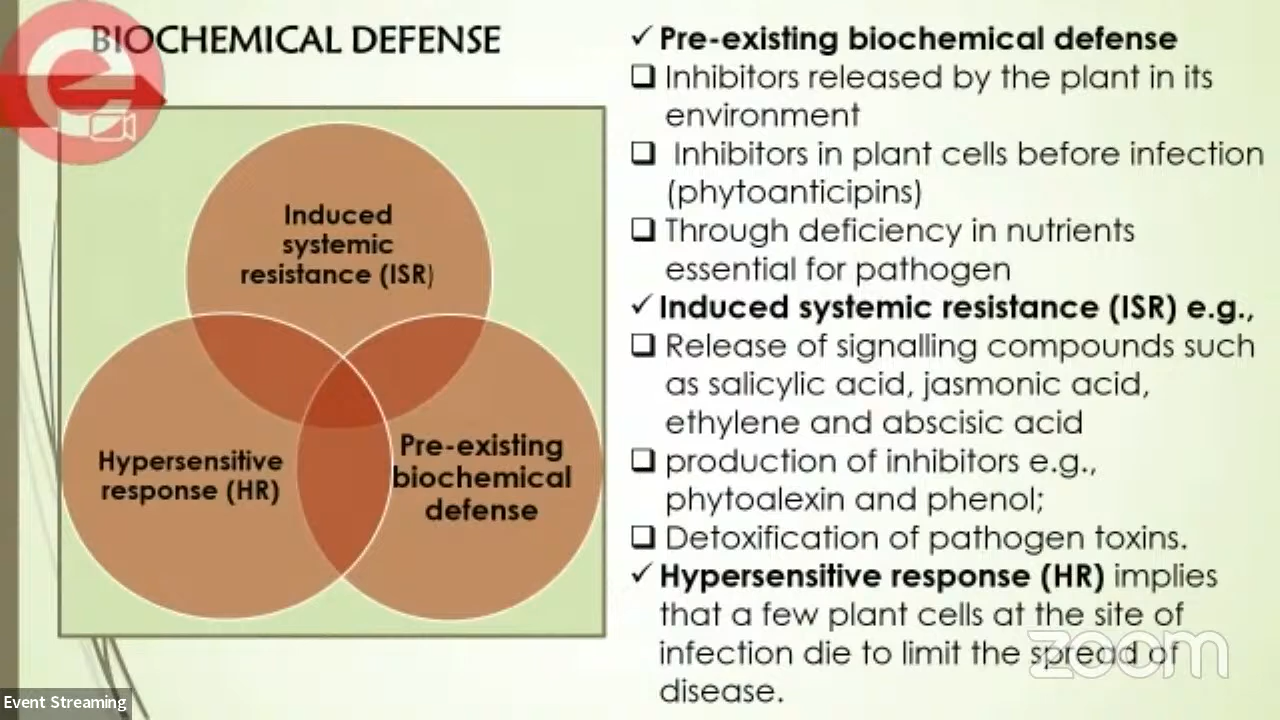 BIOCHEMICAL DEFENSE
Induced
systemic
resistance (ISR)
Hypersensitive
response (HR)
Pre-existing
biochemical
defense
✓ Pre-existing biochemical defense
❑ Inhibitors released by the plant in its
environment
❑ Inhibitors in plant cells before infection
(phytoanticipins)
❑ Through deficiency in nutrients
essential for pathogen
✓ Induced systemic resistance (ISR) e.g.,
❑ Release of signalling compounds such
as salicylic acid, jasmonic acid,
ethylene and abscisic acid
❑ production of inhibitors e.g.,
phytoalexin and phenol;
❑ Detoxification of pathogen toxins.
✓ Hypersensitive response (HR) implies
that a few plant cells at the site of
infection die to limit the spread of
disease.
zoom
Event Streaming